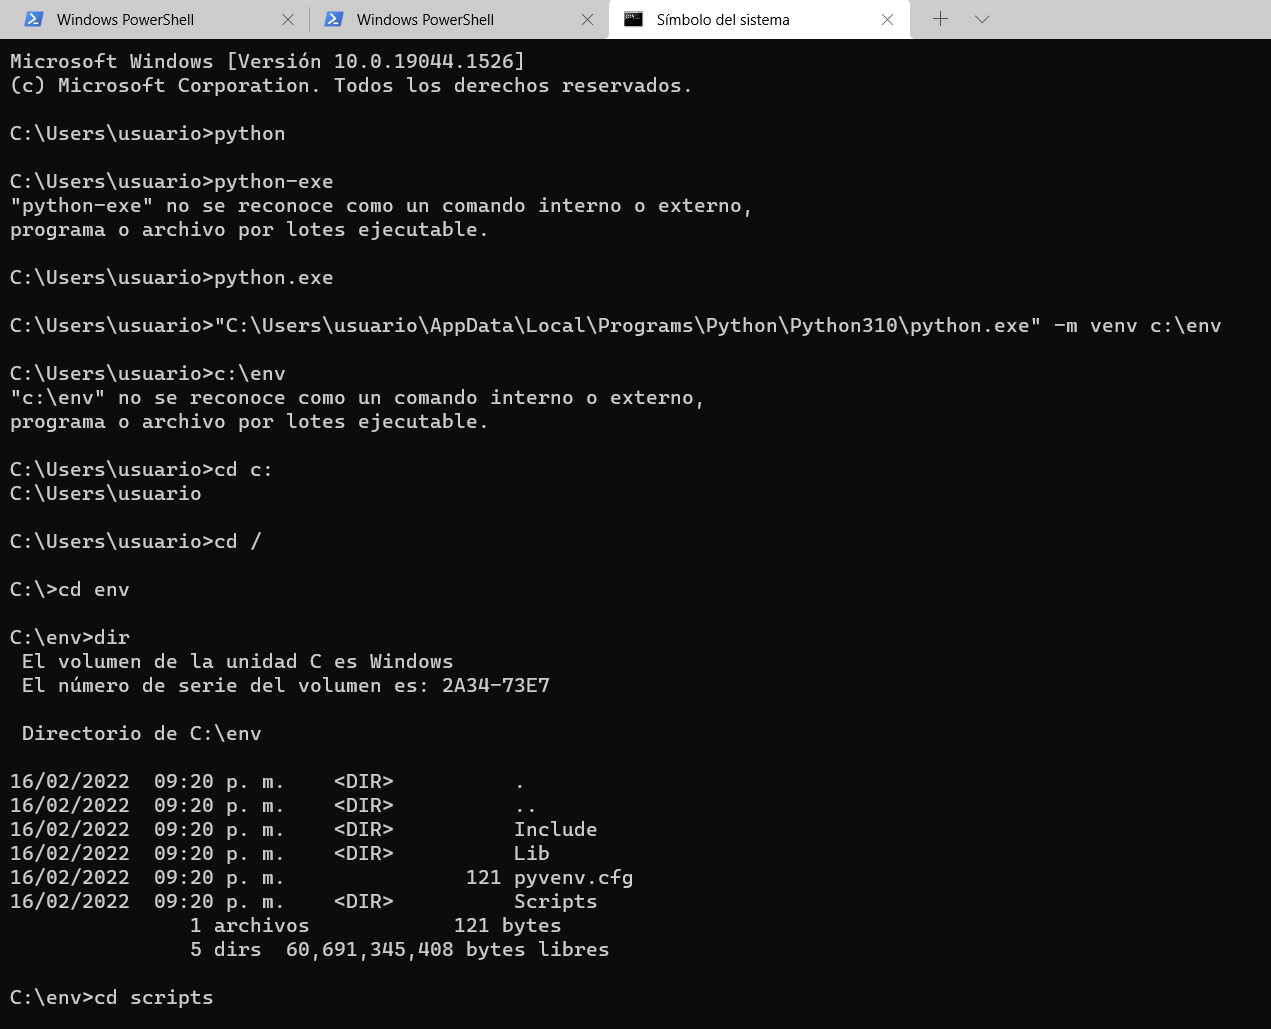 Windows PowerShell
Windows PowerShell
Símbolo del sistema
Microsoft Windows [Versión 10.0.19044.1526]
(c) Microsoft Corporation. Todos los derechos reservados.
C:\Users\usuario>python
C:\Users\usuario>python-exe
"python-exe" no se reconoce como un comando interno o externo,
programa o archivo por lotes ejecutable.
C:\Users\usuario>python.exe
C:\Users\usuario>"C:\Users\usuario\AppData\Local\Programs\Python\Python310\python.exe" -m venv c:\env
C:\Users\usuario>c:\env
"c:\env" no se reconoce como un comando interno o externo,
programa o archivo por lotes ejecutable.
C:\Users\usuario>cd c:
C:\Users\usuario
C:\Users\usuario>cd /
C:\>cd env
C:\env>dir
 El volumen de la unidad C es Windows
 El número de serie del volumen es: 2A34-73E7
 Directorio de C:\env
16/02/2022  09:20 p. m.    <DIR>          .
16/02/2022  09:20 p. m.    <DIR>          ..
16/02/2022  09:20 p. m.    <DIR>          Include
16/02/2022  09:20 p. m.    <DIR>          Lib
16/02/2022  09:20 p. m.               121 pyvenv.cfg
16/02/2022  09:20 p. m.    <DIR>          Scripts
               1 archivos            121 bytes
               5 dirs  60,691,345,408 bytes libres
C:\env>cd scripts